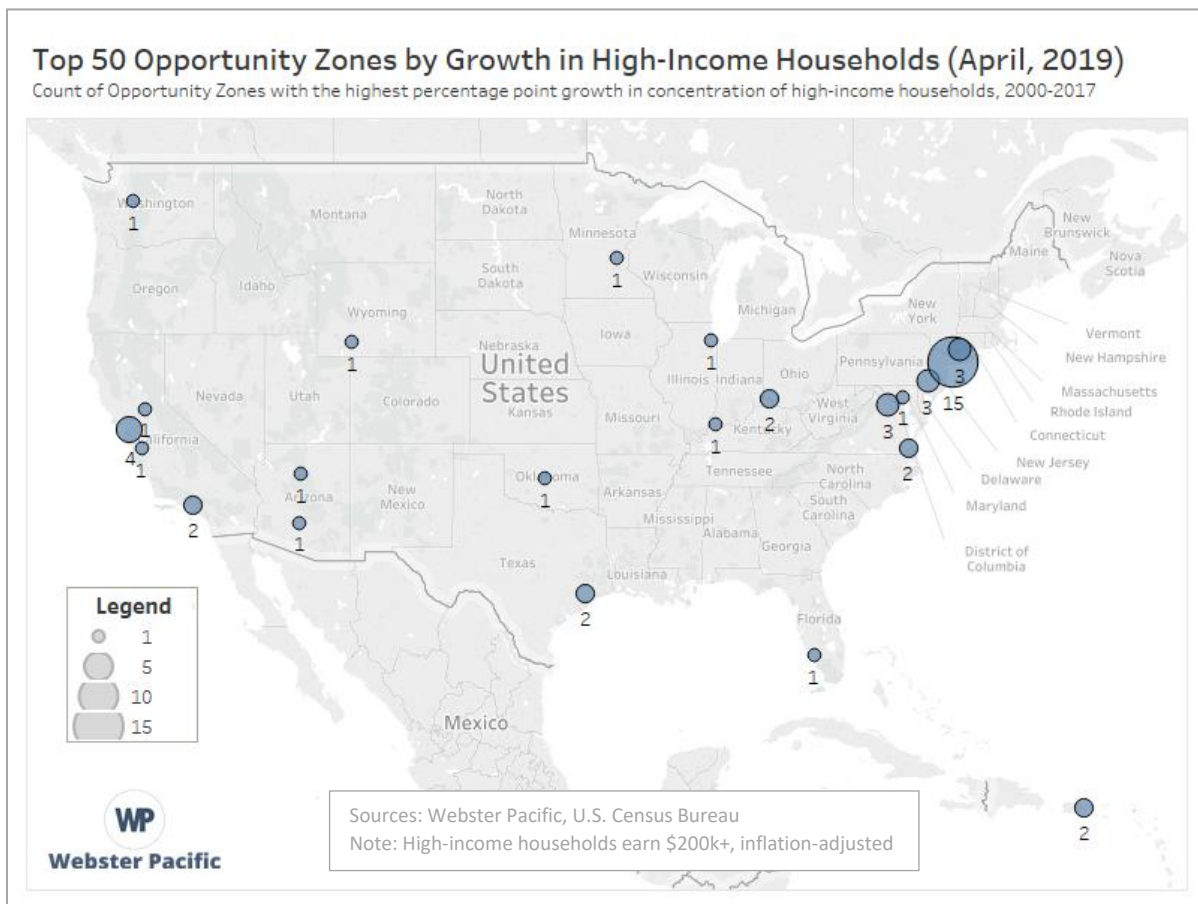 Top 50 Opportunity Zones by Growth in High-Income Households (April, 2019)
Count of Opportunity Zones with the highest percentage point growth in concentration of high-income households, 2000-2017
Washington
1
Montana
North
Dakota
Minnesota
1
Oregon
Idaho
South
Dakota
Wisconsin
Michigan
New
Brunswick
Maine
Nova
Scotia
Wyoming
1
Nebraska
Iowa
New
York
Vermont
New Hampshire
Massachusetts
Rhode Island
Connecticut
New Jersey
Delaware
Maryland
District of
Columbia
Nevada
Utah
Colorado
United
States
Kansas
Missouri
1
Illinois
Indiana
Ohio
Pennsylvania
3
15
3
1
3
West
Virginia
2
Kentucky
1
2
1
California
4
1
2
1
Arizona
1
New
Mexico
Oklahoma
1
Arkansas
Tennessee
North
Carolina
South
Carolina
Mississippi
Alabama
Georgia
Texas
Louisiana
2
Florida
1
Mexico
2
Legend
1
5
10
15
WP
Webster Pacific
Sources: Webster Pacific, U.S. Census Bureau
Note: High-income households earn $200k+, inflation-adjusted